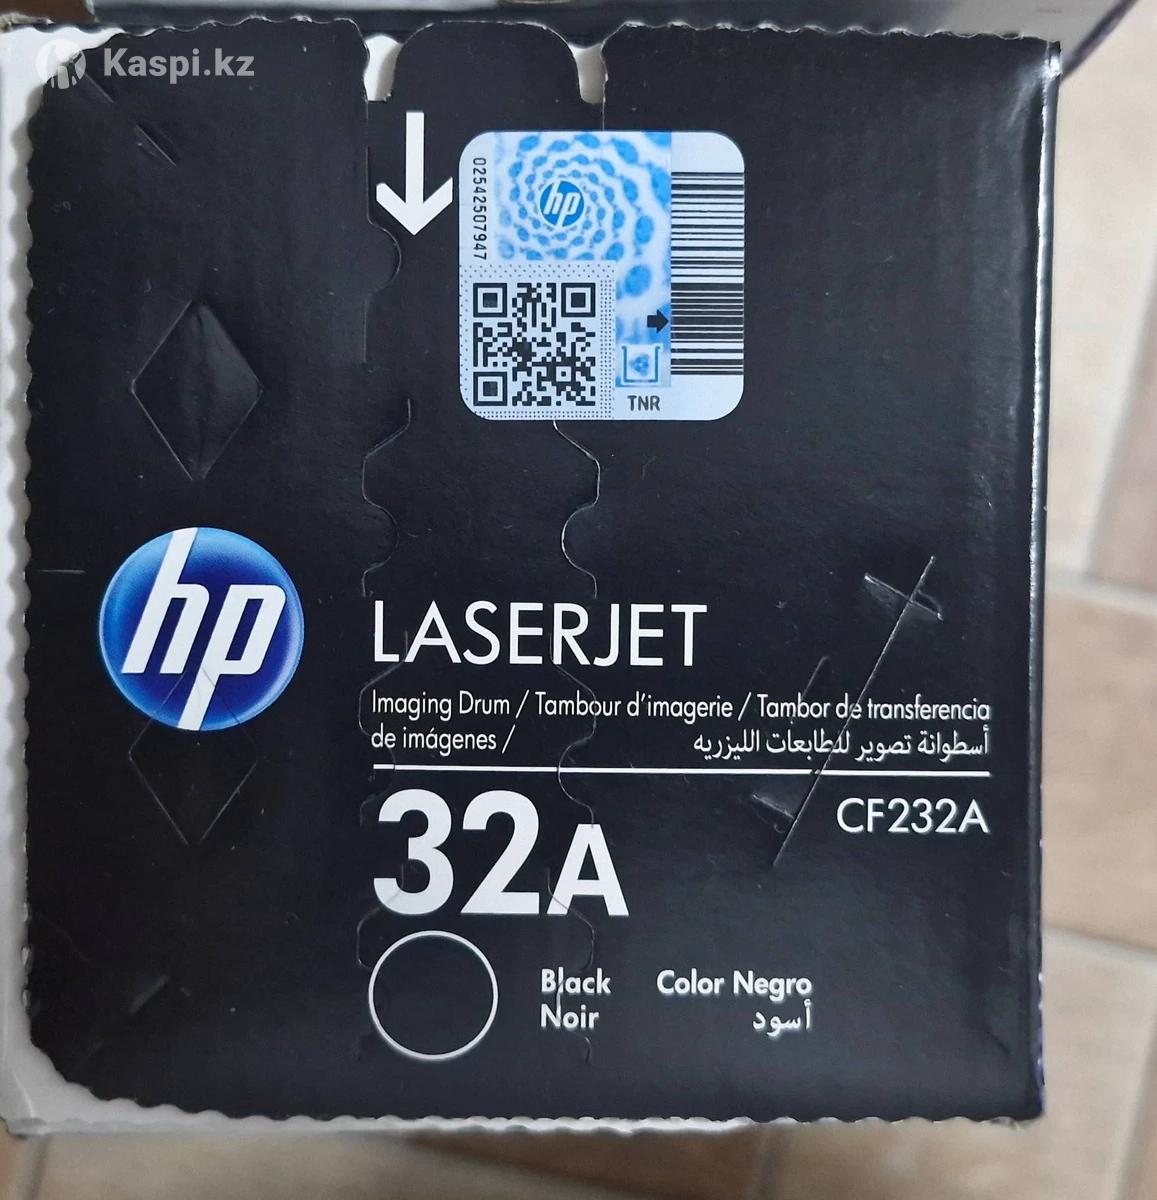 Kaspi.kz
02542507947
hp
TNR
hp
LASERJET
Imaging Drum / Tambour d'imagerie / Tambor de transferencia
de imágenes / أسطوانة تصوير للطابعات الليزريه
CF232A
32A
Black Color Negro
Noir أسود